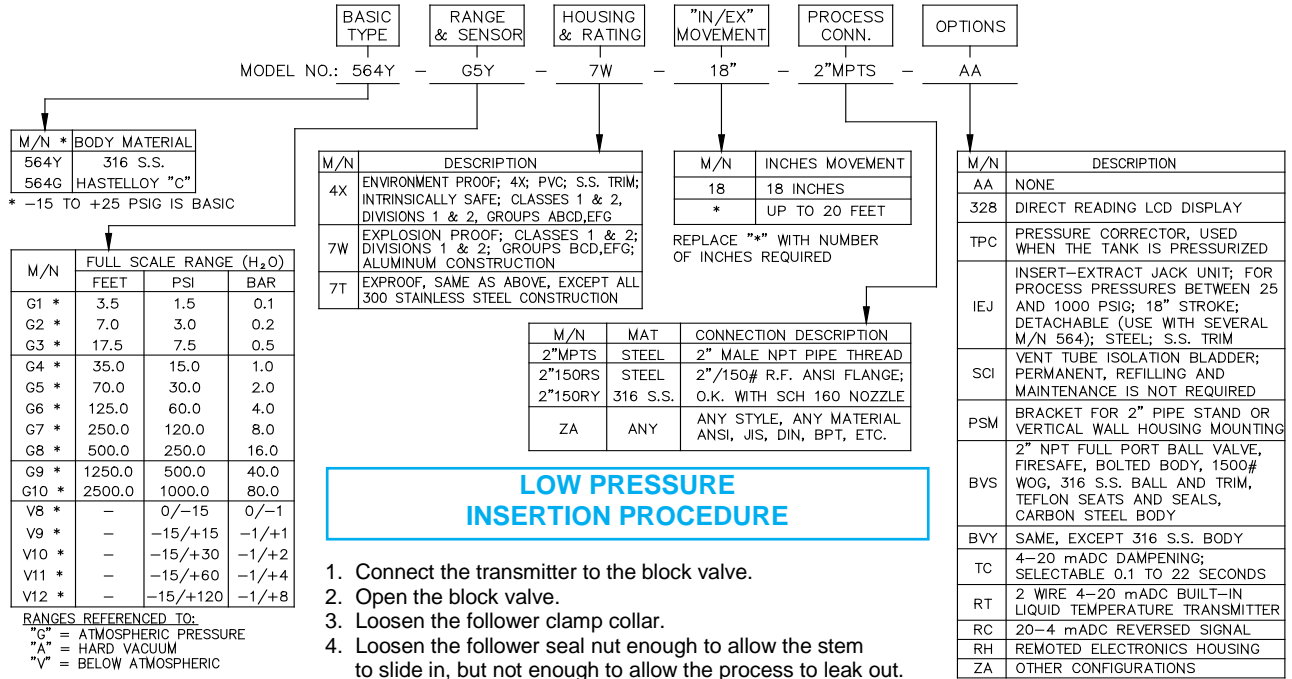 BASIC TYPE
RANGE & SENSOR
HOUSING & RATING
"IN/EX" MOVEMENT
PROCESS CONN.
OPTIONS
MODEL NO.: 564Y – G5Y – 7W – 18" – 2"MPTS – AA
M/N * BODY MATERIAL
564Y 316 S.S.
564G HASTELLOY "C"
* –15 TO +25 PSIG IS BASIC
M/N FULL SCALE RANGE (H₂O)
FEET PSI BAR
G1 * 3.5 1.5 0.1
G2 * 7.0 3.0 0.2
G3 * 17.5 7.5 0.5
G4 * 35.0 15.0 1.0
G5 * 70.0 30.0 2.0
G6 * 125.0 60.0 4.0
G7 * 250.0 120.0 8.0
G8 * 500.0 250.0 16.0
G9 * 1250.0 500.0 40.0
G10 * 2500.0 1000.0 80.0
V8 * – 0/–15 0/–1
V9 * – –15/+15 –1/+1
V10 * – –15/+30 –1/+2
V11 * – –15/+60 –1/+4
V12 * – –15/+120 –1/+8
RANGES REFERENCED TO:
"G" = ATMOSPHERIC PRESSURE
"A" = HARD VACUUM
"V" = BELOW ATMOSPHERIC
M/N DESCRIPTION
4X ENVIRONMENT PROOF; 4X; PVC; S.S. TRIM;
INTRINSICALLY SAFE; CLASSES 1 & 2,
DIVISIONS 1 & 2, GROUPS ABCD,EFG
7W EXPLOSION PROOF; CLASSES 1 & 2;
DIVISIONS 1 & 2; GROUPS BCD,EFG;
ALUMINUM CONSTRUCTION
7T EXPROOF, SAME AS ABOVE, EXCEPT ALL
300 STAINLESS STEEL CONSTRUCTION
M/N INCHES MOVEMENT
18 18 INCHES
* UP TO 20 FEET
REPLACE "*" WITH NUMBER
OF INCHES REQUIRED
M/N MAT CONNECTION DESCRIPTION
2"MPTS STEEL 2" MALE NPT PIPE THREAD
2"150RS STEEL 2"/150# R.F. ANSI FLANGE;
2"150RY 316 S.S. O.K. WITH SCH 160 NOZZLE
ZA ANY ANY STYLE, ANY MATERIAL
ANSI, JIS, DIN, BPT, ETC.
LOW PRESSURE
INSERTION PROCEDURE
1. Connect the transmitter to the block valve.
2. Open the block valve.
3. Loosen the follower clamp collar.
4. Loosen the follower seal nut enough to allow the stem
to slide in, but not enough to allow the process to leak out.
M/N DESCRIPTION
AA NONE
328 DIRECT READING LCD DISPLAY
TPC PRESSURE CORRECTOR, USED
WHEN THE TANK IS PRESSURIZED
IEJ INSERT–EXTRACT JACK UNIT; FOR
PROCESS PRESSURES BETWEEN 25
AND 1000 PSIG; 18" STROKE;
DETACHABLE (USE WITH SEVERAL
M/N 564); STEEL; S.S. TRIM
SCI VENT TUBE ISOLATION BLADDER;
PERMANENT, REFILLING AND
MAINTENANCE IS NOT REQUIRED
PSM BRACKET FOR 2" PIPE STAND OR
VERTICAL WALL HOUSING MOUNTING
BVS 2" NPT FULL PORT BALL VALVE,
FIRESAFE, BOLTED BODY, 1500#
WOG, 316 S.S. BALL AND TRIM,
TEFLON SEATS AND SEALS,
CARBON STEEL BODY
BVY SAME, EXCEPT 316 S.S. BODY
TC 4–20 mADC DAMPENING;
SELECTABLE 0.1 TO 22 SECONDS
RT 2 WIRE 4–20 mADC BUILT–IN
LIQUID TEMPERATURE TRANSMITTER
RC 20–4 mADC REVERSED SIGNAL
RH REMOTED ELECTRONICS HOUSING
ZA OTHER CONFIGURATIONS